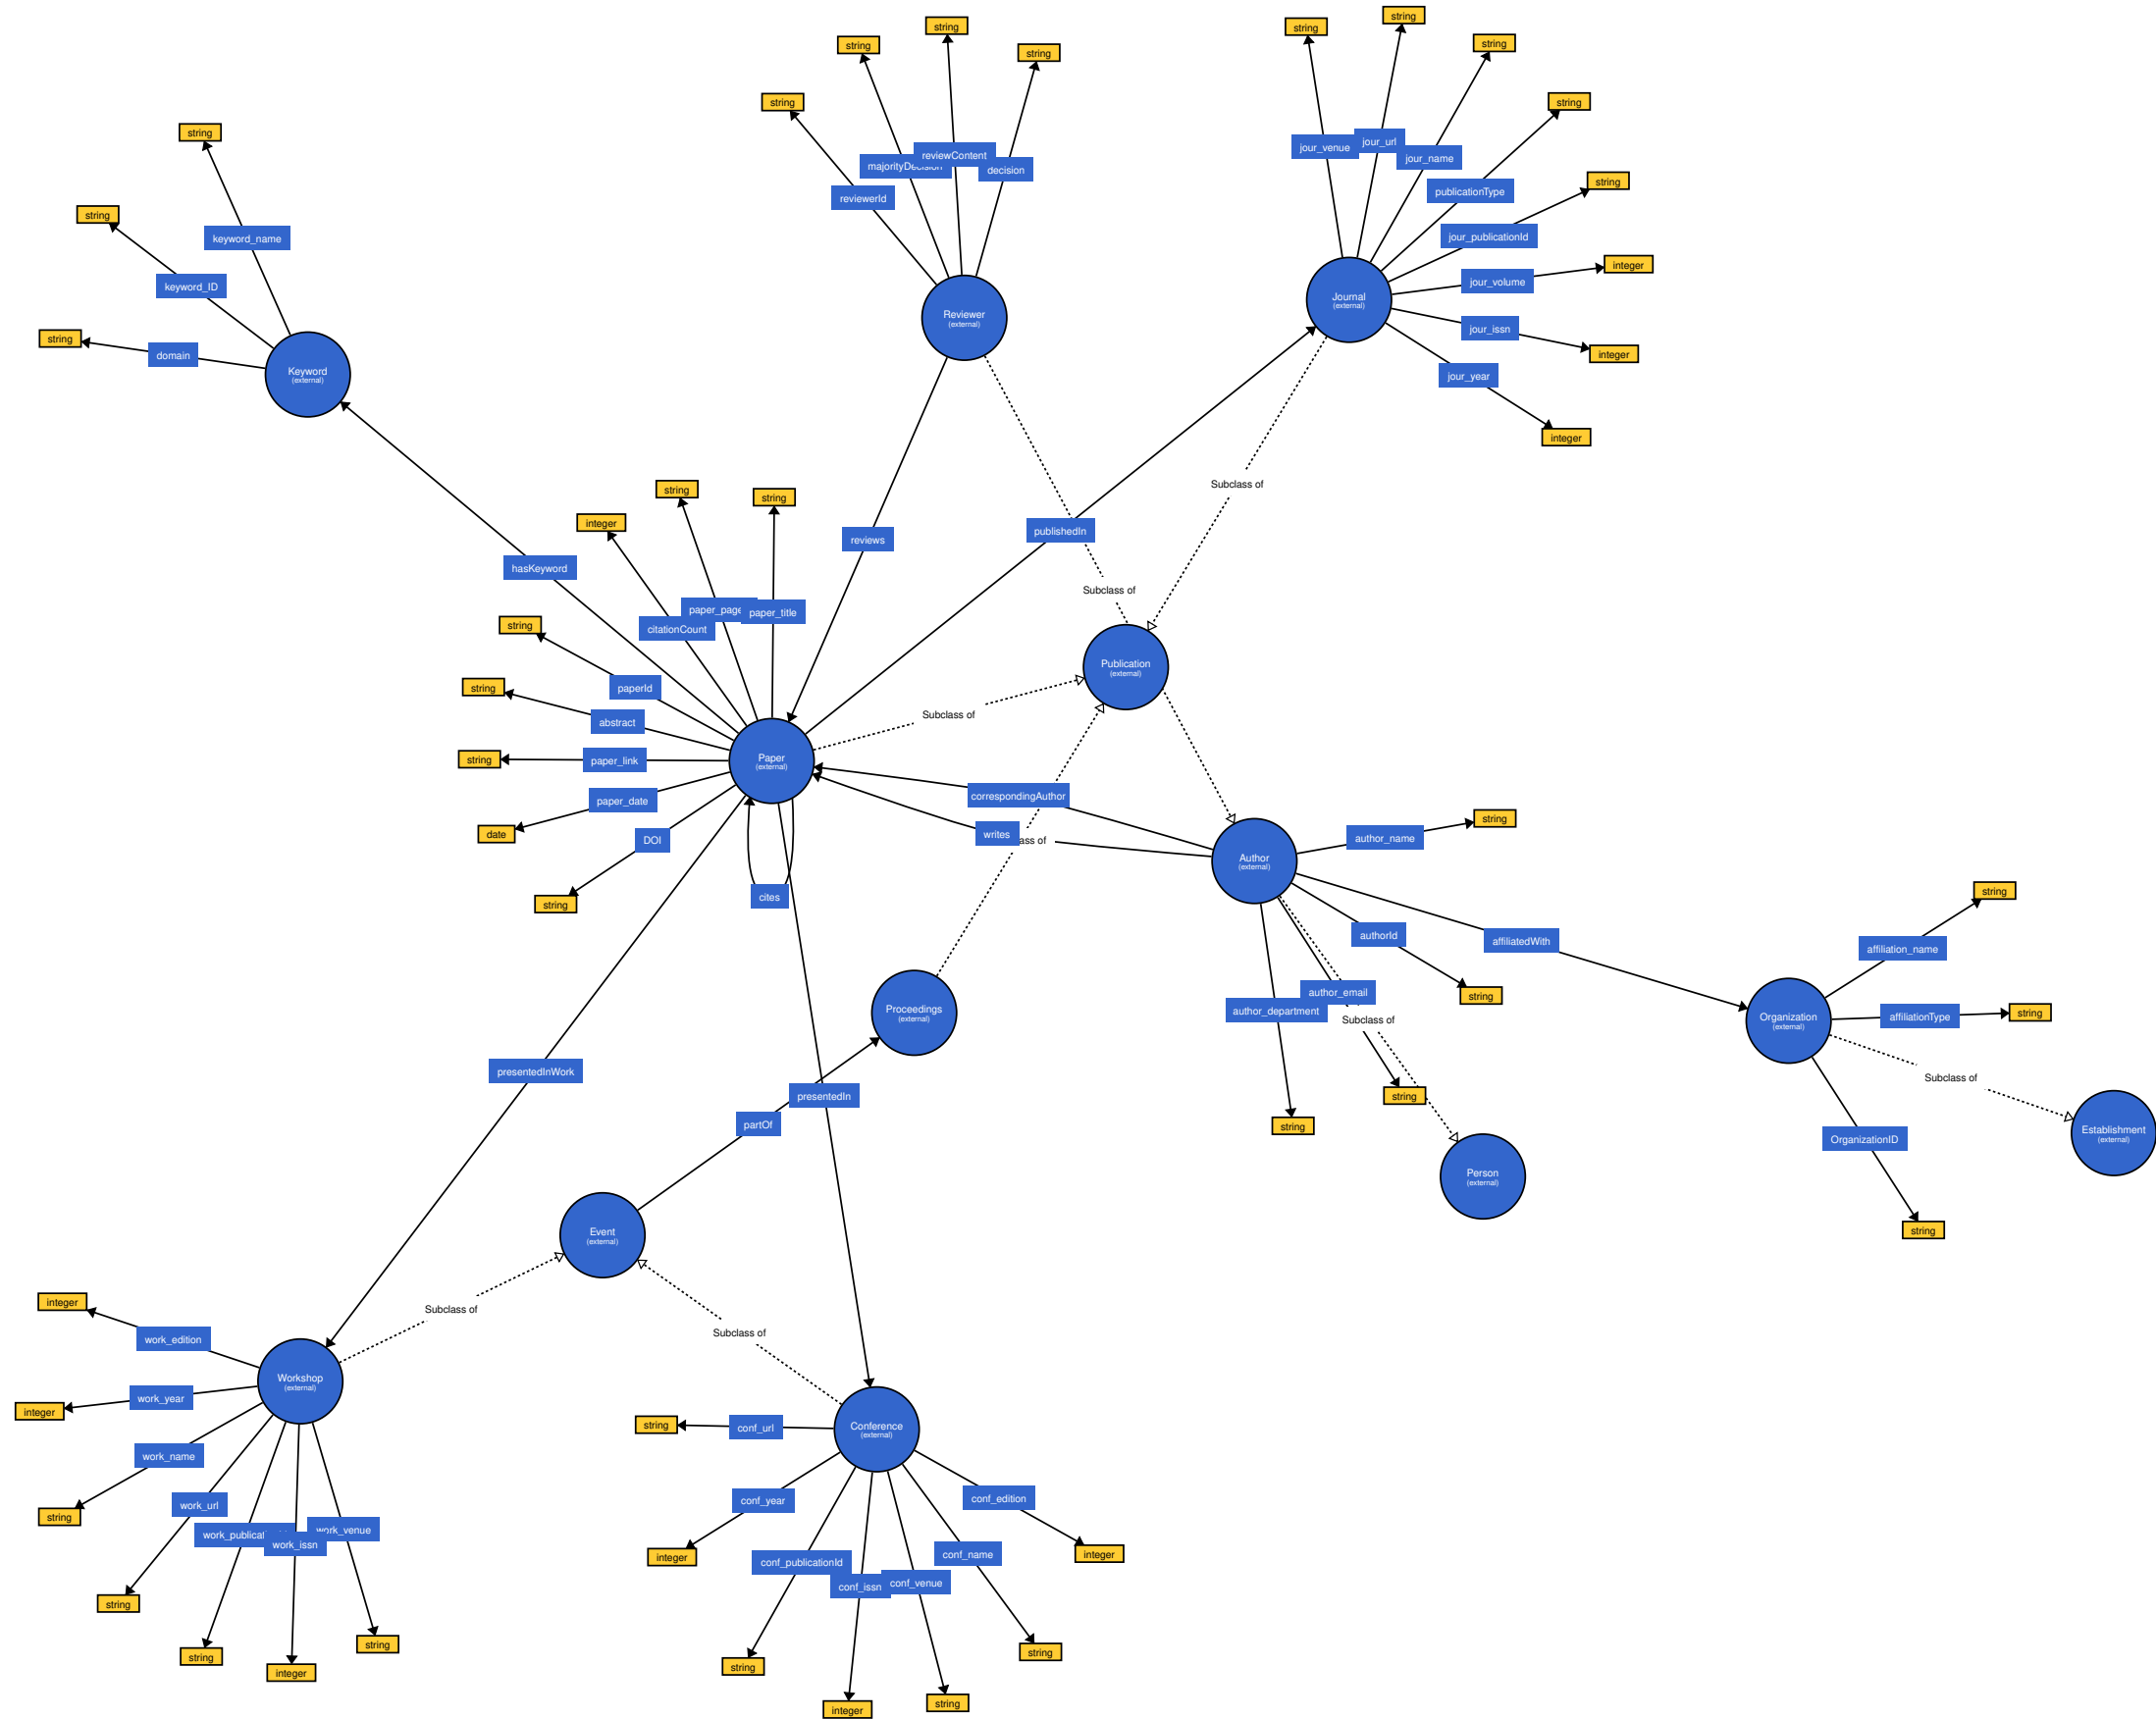 string
string
string
string
string
string
string
string
string
string
string
string
integer
integer
integer
jour_venue
jour_url
jour_name
publicationType
jour_publicationId
jour_volume
jour_issn
jour_year
reviewContent
decision
reviewerId
keyword_name
keyword_ID
domain
Keyword
(external)
Reviewer
(external)
Journal
(external)
Subclass of
string
string
integer
publishedIn
reviews
hasKeyword
Subclass of
paper_title
citationCount
string
paperId
string
abstract
Publication
(external)
Subclass of
string
paper_link
Paper
(external)
paper_date
date
DOI
correspondingAuthor
writes
cites
string
author_name
string
Author
(external)
string
authorId
affiliatedWith
affiliation_name
author_email
string
author_department
Subclass of
Proceedings
(external)
Organization
(external)
affiliationType
string
presentedInWork
presentedIn
partOf
string
string
Subclass of
OrganizationID
Establishment
(external)
Person
(external)
string
Event
(external)
integer
Subclass of
Subclass of
work_edition
Workshop
(external)
work_year
integer
work_name
string
work_url
work_venue
work_issn
string
string
integer
string
string
conf_url
Conference
(external)
conf_year
conf_edition
integer
integer
conf_publicationId
conf_name
conf_issn
conf_venue
string
string
integer
string